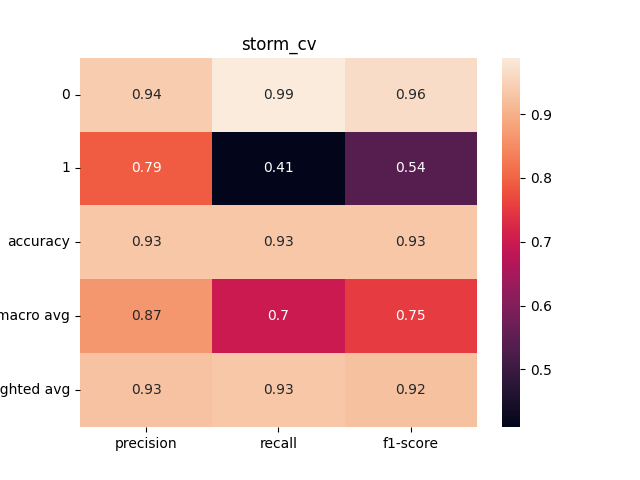 storm_cv
0 0.94 0.99 0.96 0.9
1 0.79 0.41 0.54 0.8
accuracy 0.93 0.93 0.93 0.7
macro avg 0.87 0.7 0.75 0.6
ghted avg 0.93 0.93 0.92 0.5
precision recall f1-score